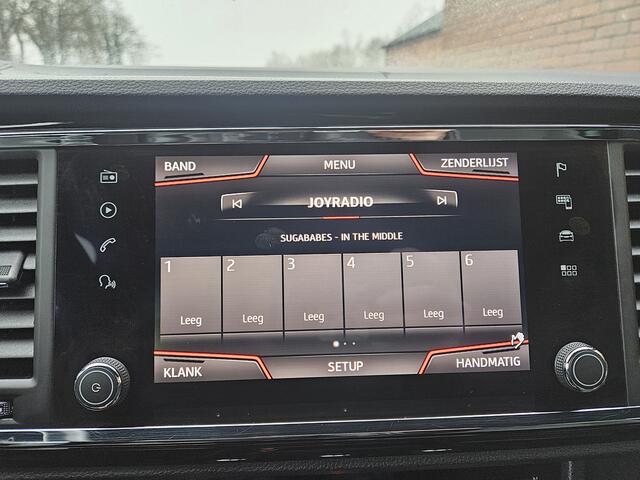 BAND MENU ZENDERLIJST
JOYRADIO
SUGABABES - IN THE MIDDLE
1 2 3 4 5 6
Leeg Leeg Leeg Leeg Leeg Leeg
KLANK SETUP HANDMATIG